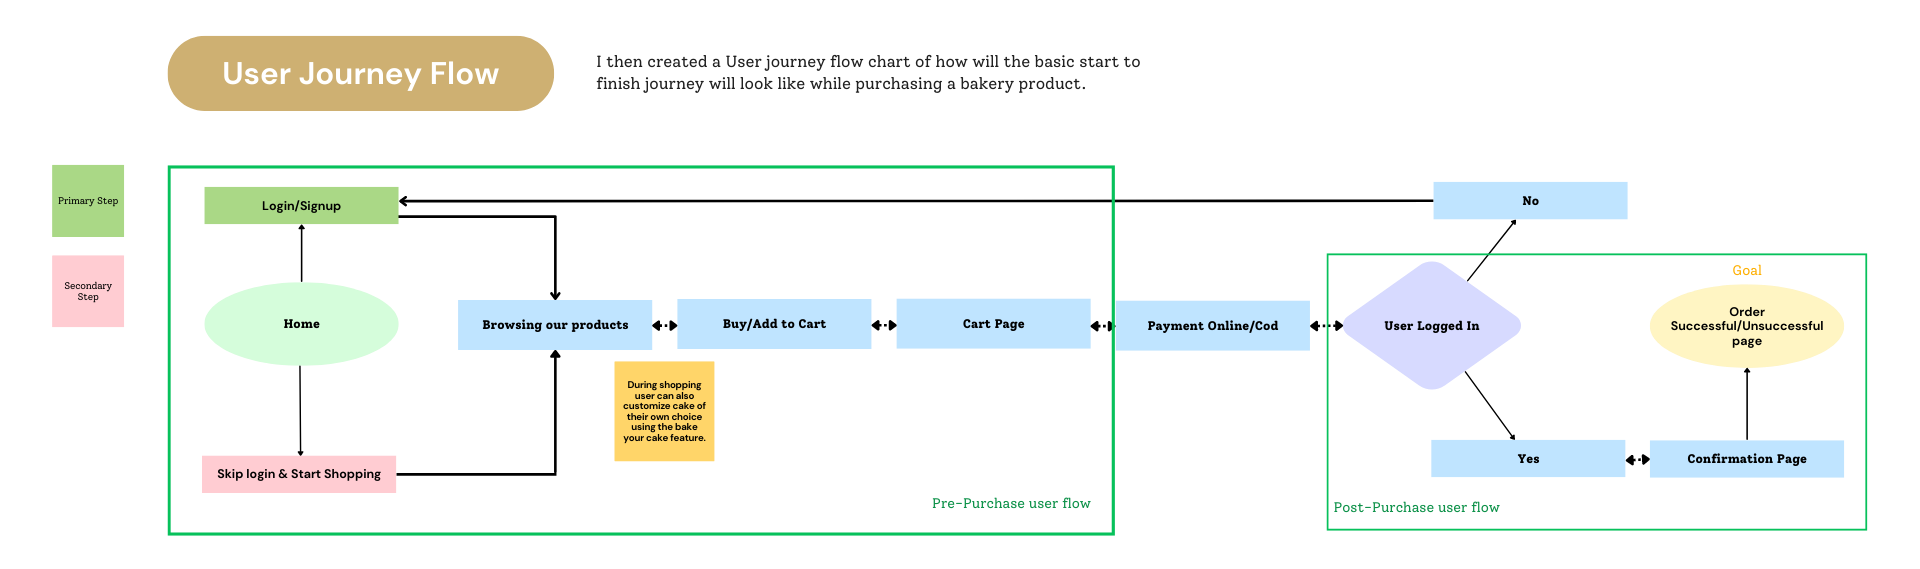 User Journey Flow
I then created a User journey flow chart of how will the basic start to
finish journey will look like while purchasing a bakery product.
Primary Step
Secondary
Step
Login/Signup
Home
Skip login & Start Shopping
Browsing our products
Buy/Add to Cart
Cart Page
During shopping
user can also
customize cake of
their own choice
using the bake
your cake feature.
Pre-Purchase user flow
Payment Online/Cod
No
User Logged In
Yes
Confirmation Page
Goal
Order
Successful/Unsuccessful
page
Post-Purchase user flow